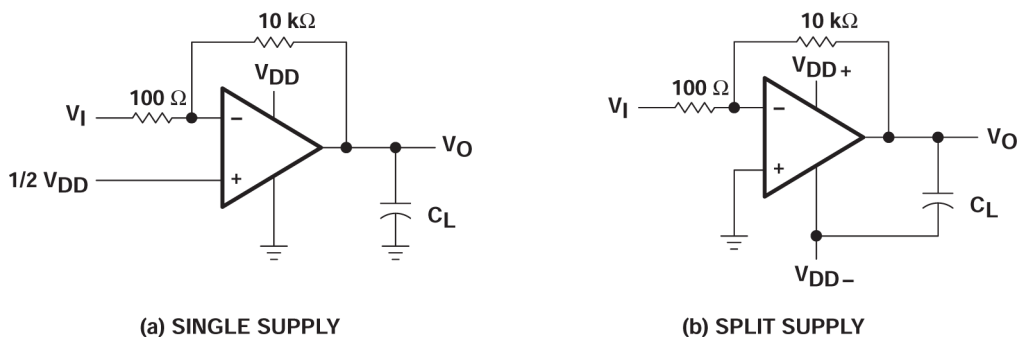 10 kΩ
VDD
100 Ω
VI
−
+
1/2 VDD
VO
CL
(a) SINGLE SUPPLY
10 kΩ
VDD+
100 Ω
VI
−
+
VO
CL
VDD−
(b) SPLIT SUPPLY